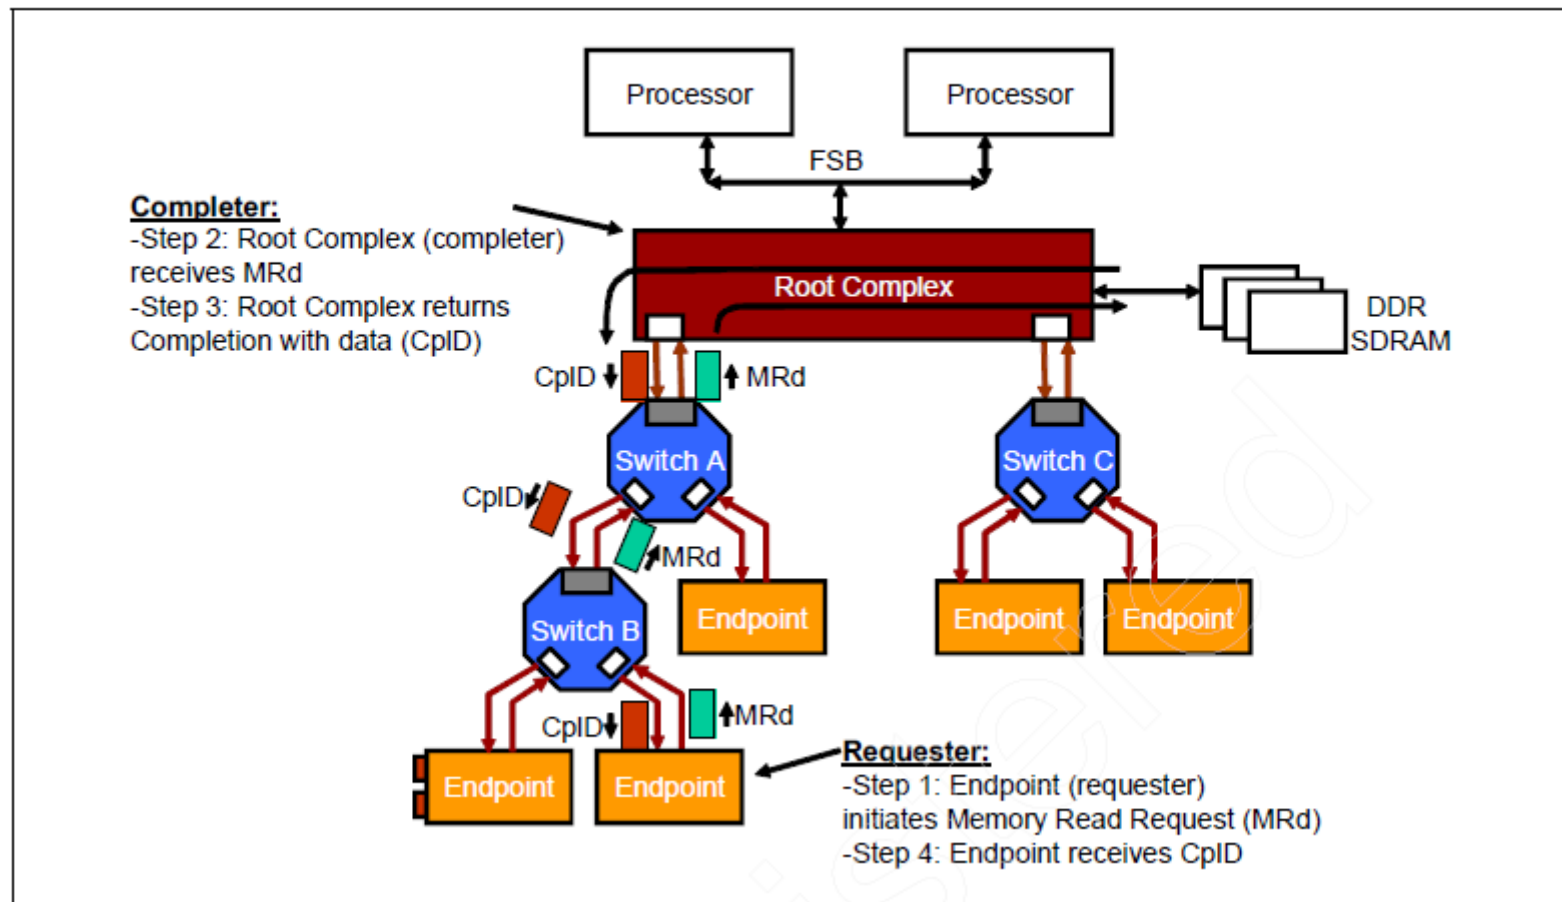 Processor
Processor
FSB
Completer:
-Step 2: Root Complex (completer)
receives MRd
-Step 3: Root Complex returns
Completion with data (CplD)
Root Complex
DDR
SDRAM
CplD
MRd
Switch A
Switch C
CplD
MRd
Endpoint
Endpoint
Endpoint
Switch B
CplD
MRd
Endpoint
Endpoint
Requester:
-Step 1: Endpoint (requester)
initiates Memory Read Request (MRd)
-Step 4: Endpoint receives CplD